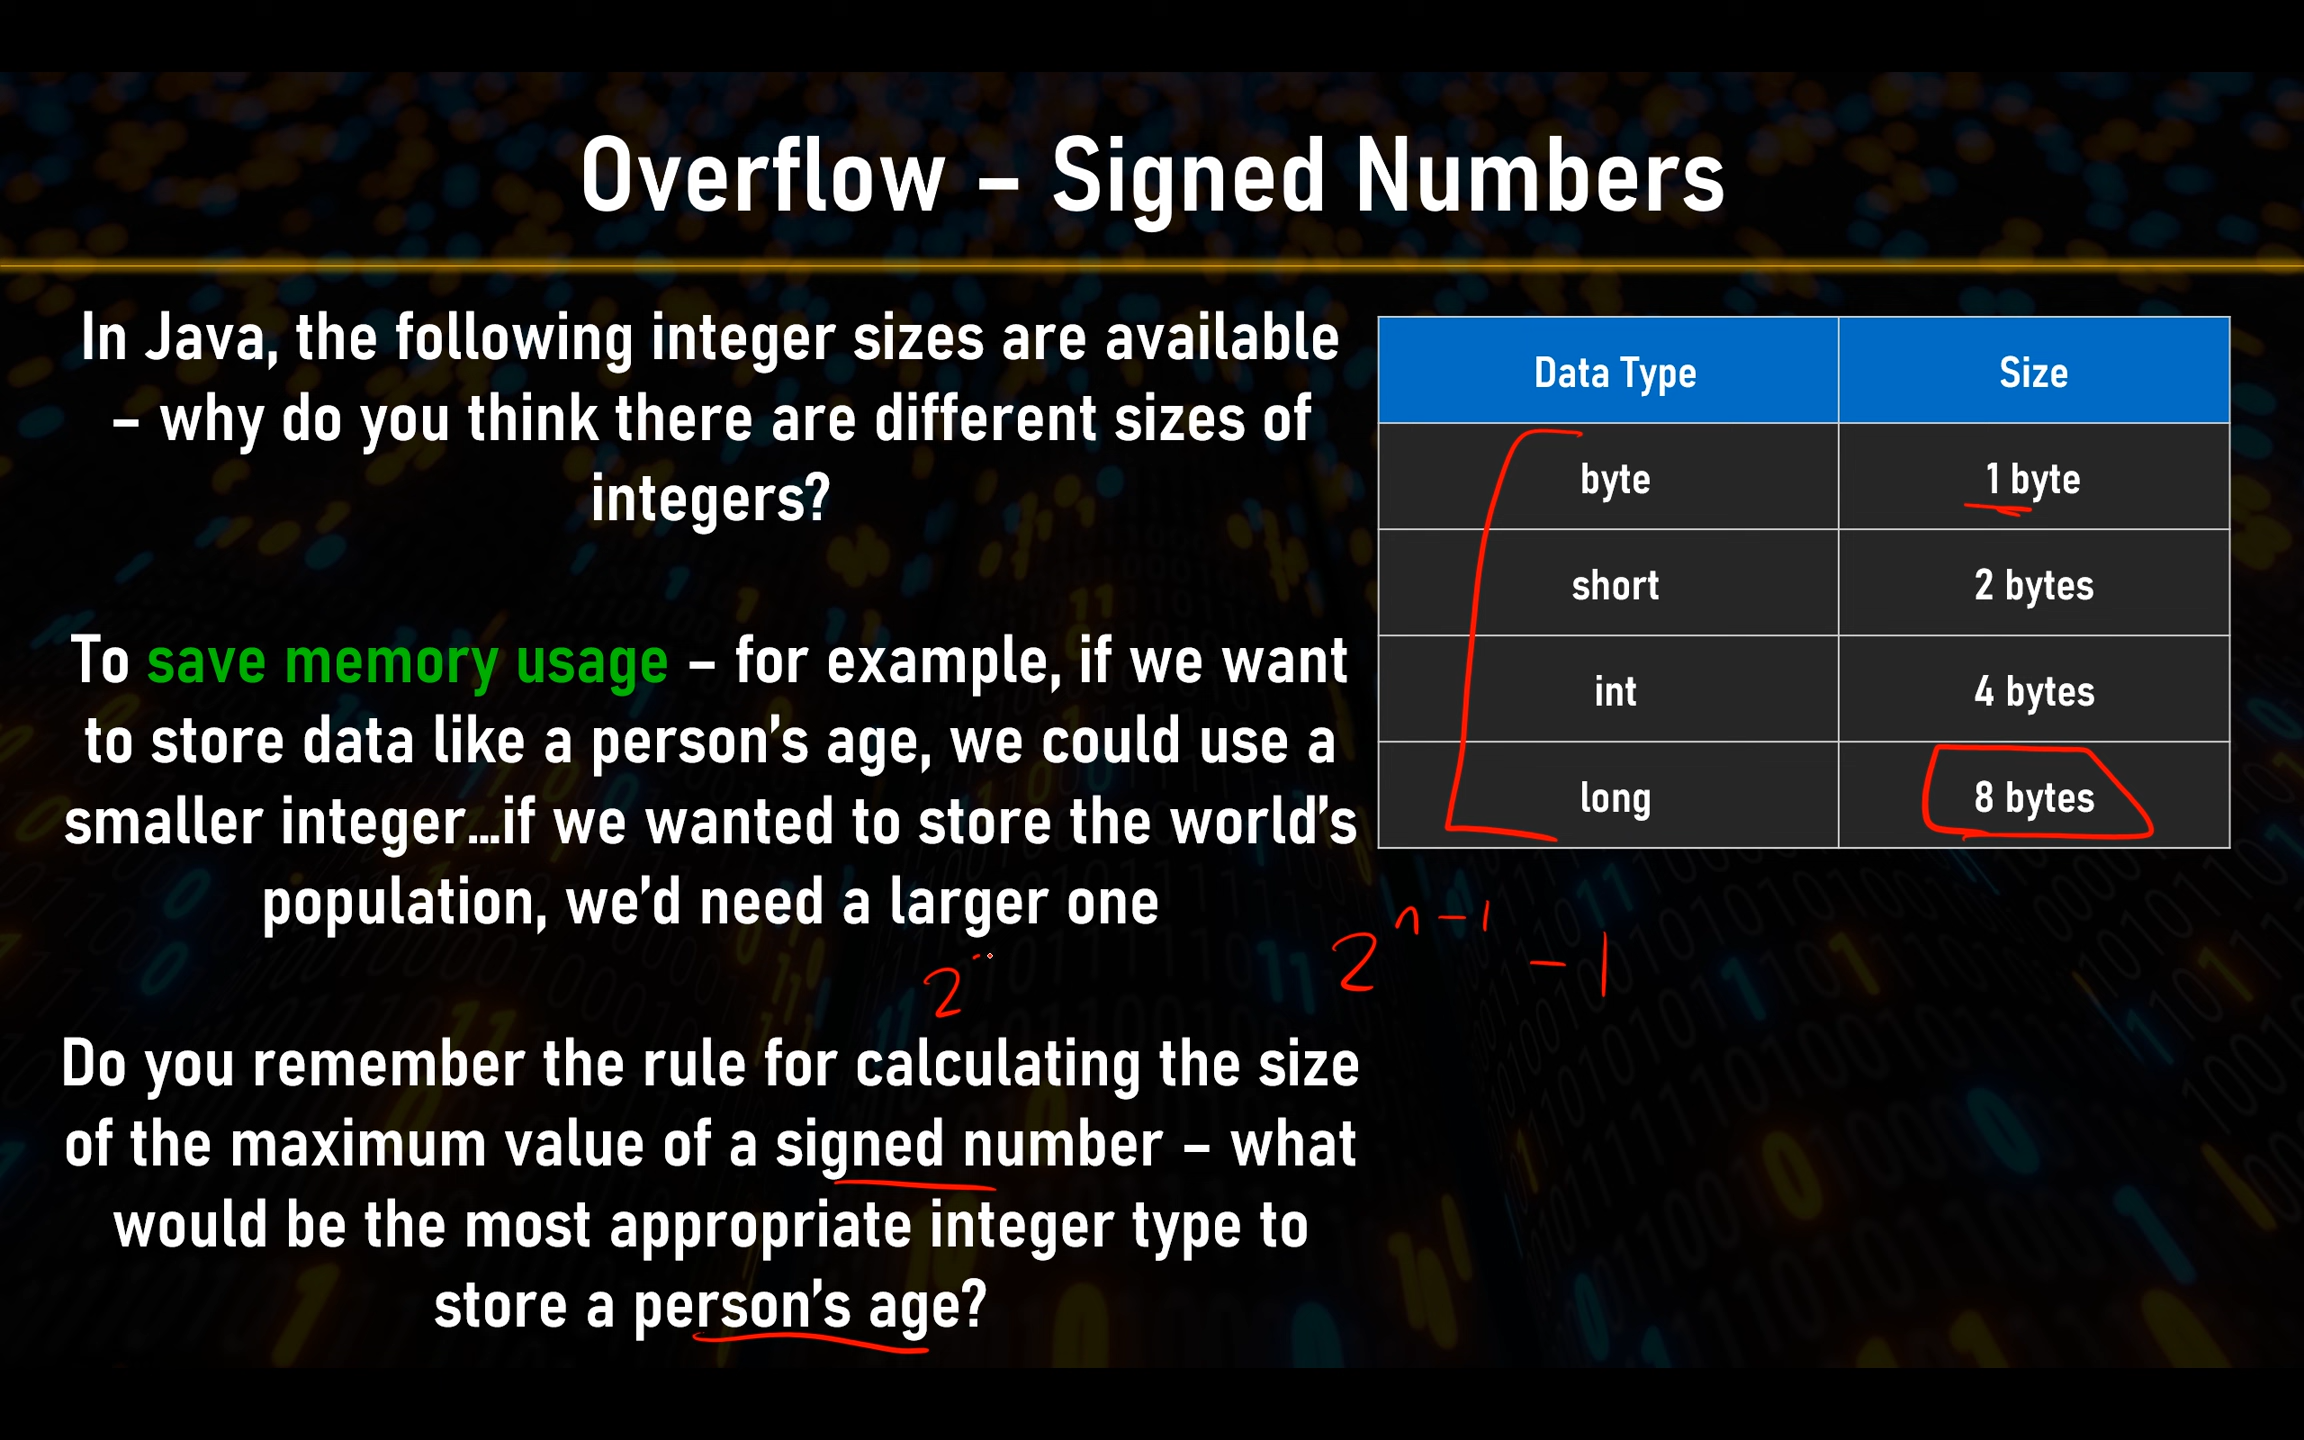 Overflow – Signed Numbers
In Java, the following integer sizes are available
– why do you think there are different sizes of
integers?
To save memory usage – for example, if we want
to store data like a person's age, we could use a
smaller integer...if we wanted to store the world's
population, we'd need a larger one
Do you remember the rule for calculating the size
of the maximum value of a signed number – what
would be the most appropriate integer type to
store a person's age?
Data Type Size
byte 1 byte
short 2 bytes
int 4 bytes
long 8 bytes
2^n-1 - 1
2